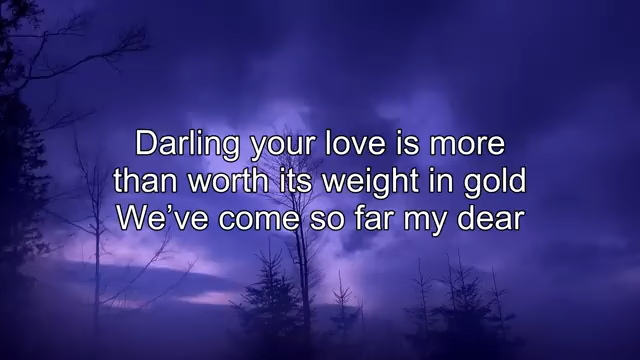 Darling your love is more
than worth its weight in gold
We’ve come so far my dear